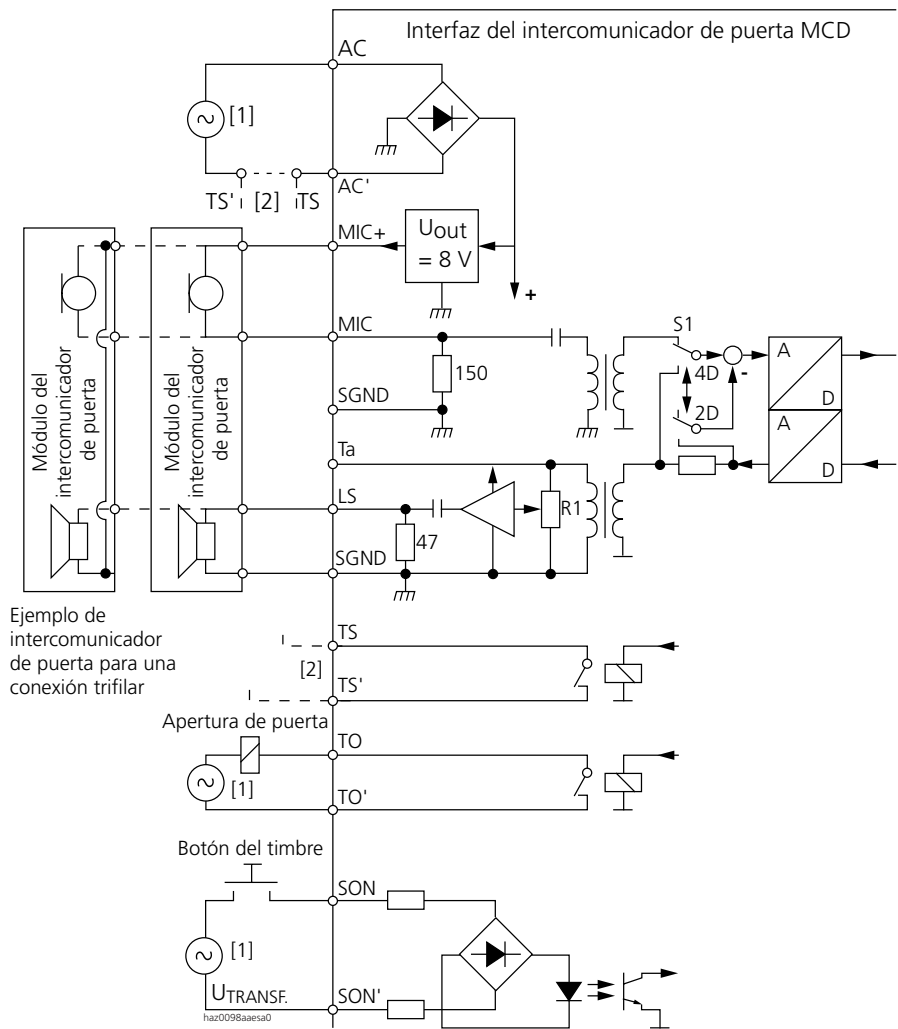 Interfaz del intercomunicador de puerta MCD
AC
[1]
AC'
TS' [2] TS
MIC+
Uout
= 8 V
+
MIC
150
SGND
S1
4D
-
2D
A
D
A
D
Ta
LS
R1
47
SGND
Módulo del
intercomunicador
de puerta
Módulo del
intercomunicador
de puerta
Ejemplo de
intercomunicador
de puerta para una
conexión trifilar
TS
[2]
TS'
Apertura de puerta
TO
[1]
TO'
Botón del timbre
SON
[1]
UTRANSF.
SON'
haz0098aaesa0